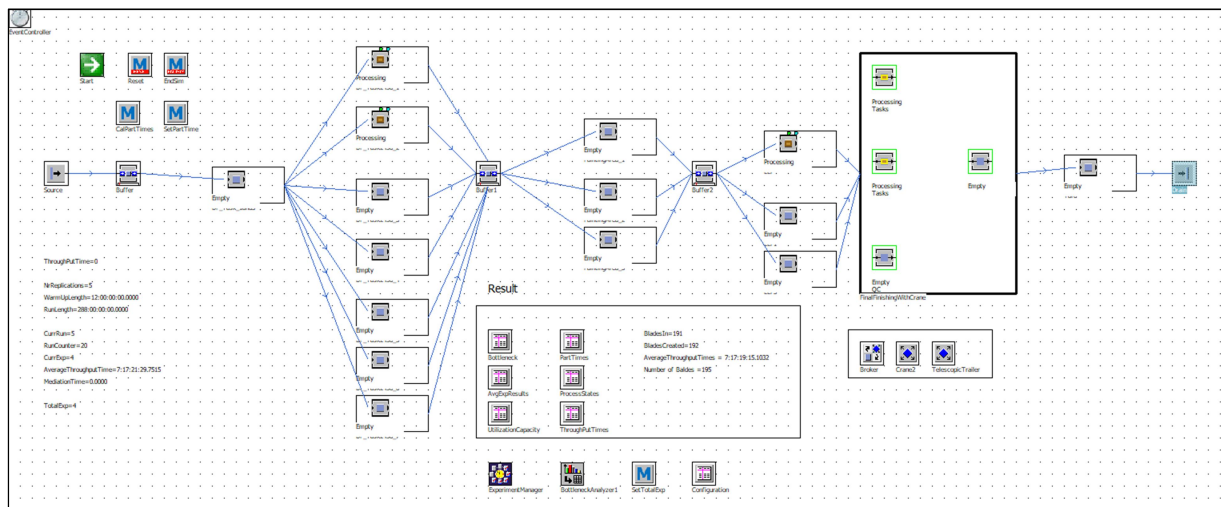 EventController
Start
Reset
EndSim
CalPartTimes
SetPartTime
Source
Buffer
Empty
Processing
Processing
Empty
Empty
Empty
Empty
Empty
Buffer1
Empty
Empty
Empty
Buffer2
Processing
Empty
Empty
Processing
Tasks
Processing
Tasks
Empty
Empty
QC
FinalFinishingWithCrane
Empty
Drain
ThroughPutTime=0
NrReplications=5
WarmUpLength=12:00:00:00.0000
RunLength=288:00:00:00.0000
CurrRun=5
RunCounter=20
CurrExp=4
AverageThroughputTime=7:17:21:29.7515
MediationTime=0.0000
TotalExp=4
Result
Bottleneck
PartTimes
AvgExpResults
ProcessStates
UtilizationCapacity
ThroughPutTimes
BladesIn=191
BladesCreated=192
AverageThroughputTimes = 7:17:19:15.1032
Number of Baldes =195
Broker
Crane2
TelescopicTrailer
ExperimentManager
BottleneckAnalyzer1
SetTotalExp
Configuration